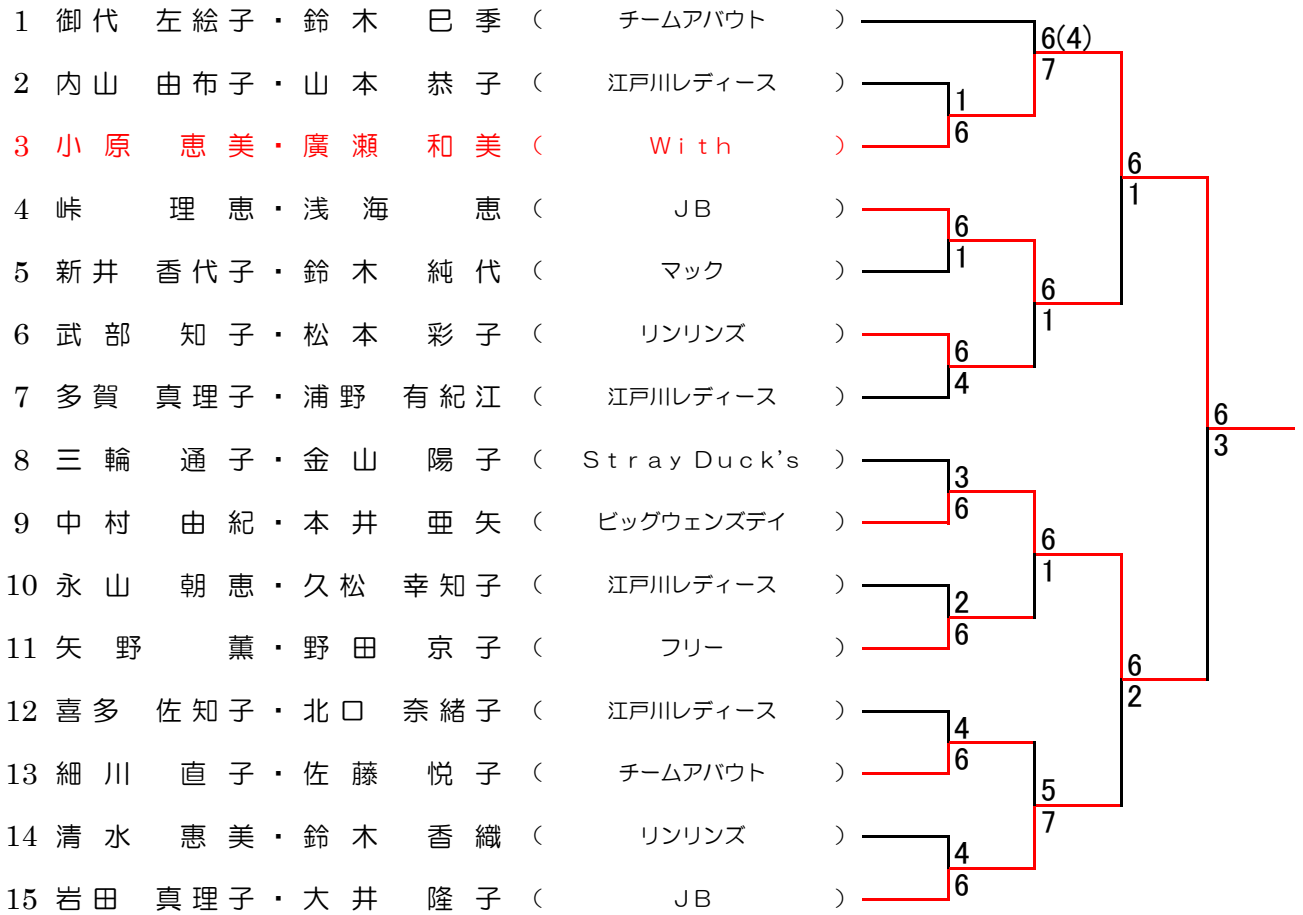 1 御代 左絵子・鈴木 巳季 ( チームアバウト )
6(4)
7
2 内山 由布子・山本 恭子 ( 江戸川レディース )
1
6
3 小原 恵美・廣瀬 和美 ( With )
6
1
4 峠 理恵・浅海 恵 ( JB )
6
1
5 新井 香代子・鈴木 純代 ( マック )
6
1
6 武部 知子・松本 彩子 ( リンリンズ )
6
4
7 多賀 真理子・浦野 有紀江 ( 江戸川レディース )
6
3
8 三輪 通子・金山 陽子 ( Stray Duck's )
3
6
9 中村 由紀・本井 亜矢 ( ビッグウェンズデイ )
6
1
10 永山 朝恵・久松 幸知子 ( 江戸川レディース )
2
6
11 矢野 薫・野田 京子 ( フリー )
6
2
12 喜多 佐知子・北口 奈緒子 ( 江戸川レディース )
4
6
13 細川 直子・佐藤 悦子 ( チームアバウト )
5
7
14 清水 惠美・鈴木 香織 ( リンリンズ )
4
6
15 岩田 真理子・大井 隆子 ( JB )